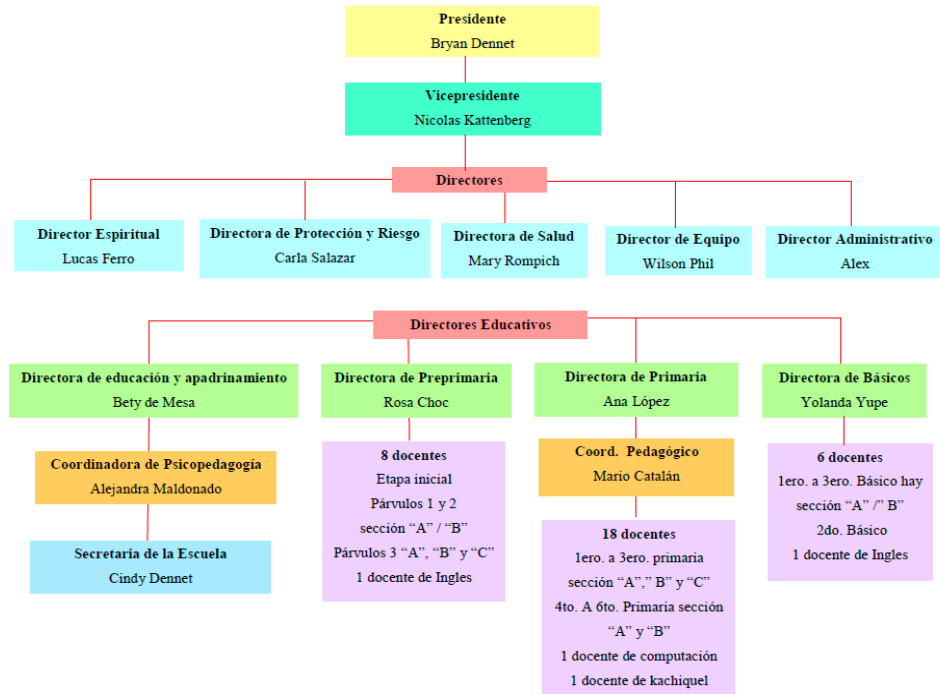 Presidente
Bryan Dennet
Vicepresidente
Nicolas Kattenberg
Directores
Director Espiritual
Lucas Ferro
Directora de Protección y Riesgo
Carla Salazar
Directora de Salud
Mary Rompich
Director de Equipo
Wilson Phil
Director Administrativo
Alex
Directores Educativos
Directora de educación y apadrinamiento
Bety de Mesa
Coordinadora de Psicopedagogía
Alejandra Maldonado
Secretaria de la Escuela
Cindy Dennet
Directora de Preprimaria
Rosa Choc
8 docentes
Etapa inicial
Párvulos 1 y 2
sección “A” / “B”
Párvulos 3 “A”, “B” y “C”
1 docente de Ingles
Directora de Primaria
Ana López
Coord. Pedagógico
Mario Catalán
18 docentes
1ero. a 3ero. primaria
sección “A”,” B” y “C”
4to. A 6to. Primaria sección
“A” y “B”
1 docente de computación
1 docente de kachiquel
Directora de Básicos
Yolanda Yupe
6 docentes
1ero. a 3ero. Básico hay
sección “A” /” B”
2do. Básico
1 docente de Ingles